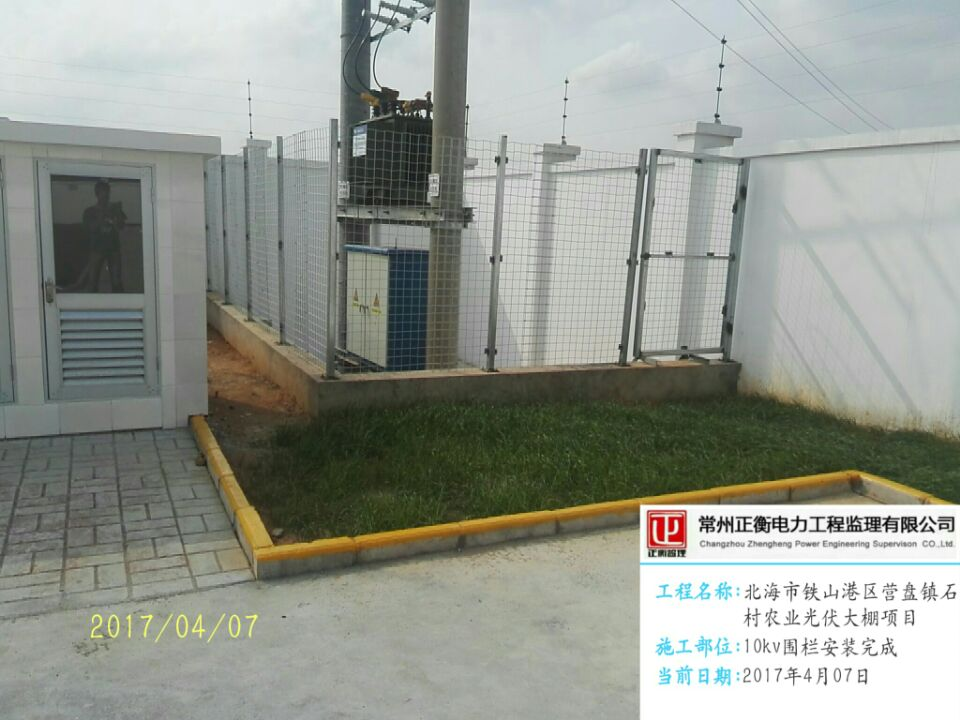 常州正衡电力工程监理有限公司
Changzhou Zhengheng Power Engineering Supervison CO.,Ltd.
正衡管理
工程名称:北海市铁山港区营盘镇石
村农业光伏大棚项目
施工部位:10kv围栏安装完成
当前日期:2017年4月07日
2017/04/07